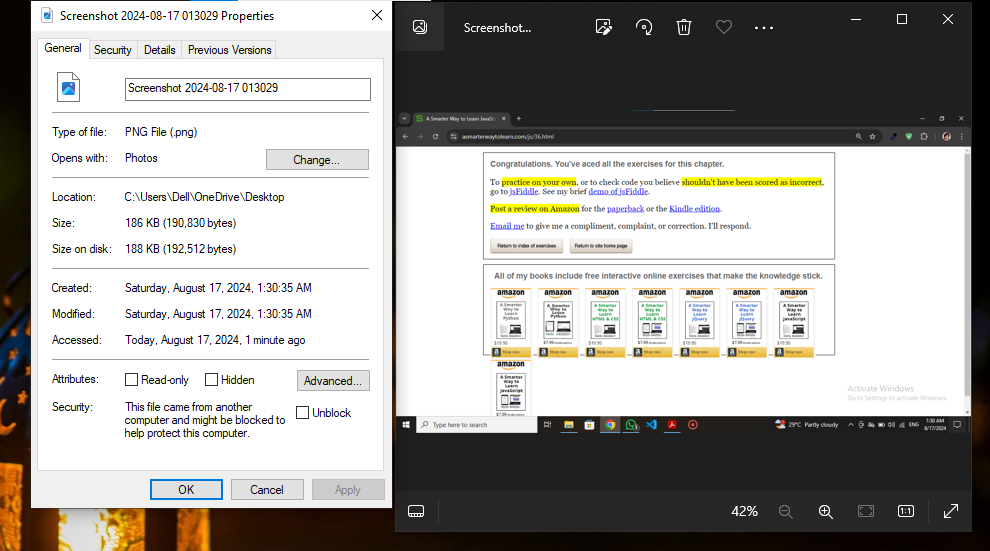 Screenshot 2024-08-17 013029 Properties
General
Security
Details
Previous Versions
Screenshot 2024-08-17 013029
Type of file:
PNG File (.png)
Opens with:
Photos
Change...
Location:
C:\Users\Dell\OneDrive\Desktop
Size:
186 KB (190,830 bytes)
Size on disk:
188 KB (192,512 bytes)
Created:
Saturday, August 17, 2024, 1:30:35 AM
Modified:
Saturday, August 17, 2024, 1:30:35 AM
Accessed:
Today, August 17, 2024, 1 minute ago
Attributes:
Read-only
Hidden
Advanced...
Security:
This file came from another
computer and might be blocked to
help protect this computer.
Unblock
OK
Cancel
Apply
Screenshot...
A Smarter Way to Learn JavaSc
asmarterwaytolearn.com/js/36.html
Congratulations. You've aced all the exercises for this chapter.
To practice on your own, or to check code you believe shouldn't have been scored as incorrect,
go to jsFiddle. See my brief demo of jsFiddle.
Post a review on Amazon for the paperback or the Kindle edition.
Email me to give me a compliment, complaint, or correction. I'll respond.
Return to index of exercises
Return to site home page
All of my books include free interactive online exercises that make the knowledge stick.
amazon
A Smarter Way to Learn Python
$19.95
Shop now
amazon
A Smarter Way to Learn Python
$7.99
Shop now
amazon
A Smarter Way to Learn HTML & CSS
$19.95
Shop now
amazon
A Smarter Way to Learn HTML & CSS
$7.99
Shop now
amazon
A Smarter Way to Learn jQuery
$19.95
Shop now
amazon
A Smarter Way to Learn jQuery
$7.99
Shop now
amazon
A Smarter Way to Learn JavaScript
$19.95
Shop now
amazon
A Smarter Way to Learn JavaScript
$7.99
Activate Windows
Go to Settings to activate Windows.
Type here to search
29°C Partly cloudy
ENG
1:30 AM
8/17/2024
42%
1:1